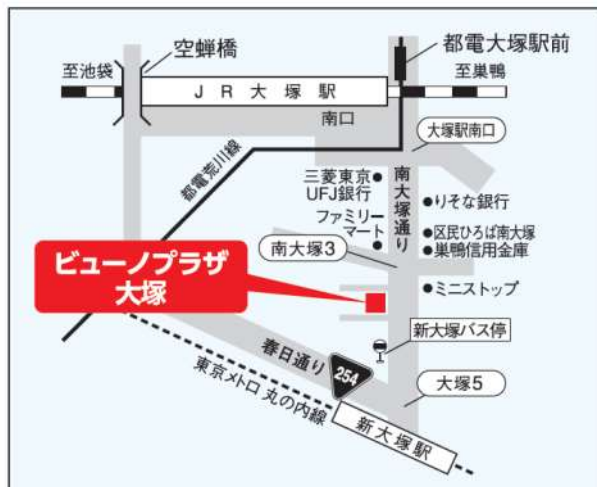 空蝉橋
都電大塚駅前
至池袋
至巣鴨
JR大塚駅
南口
大塚駅南口
都電荒川線
三菱東京
UFJ銀行
南大塚通り
りそな銀行
ファミリー
マート
区民ひろば南大塚
巣鴨信用金庫
南大塚3
ビューノプラザ
大塚
ミニストップ
新大塚バス停
春日通り
254
大塚5
東京メトロ 丸の内線
新大塚駅